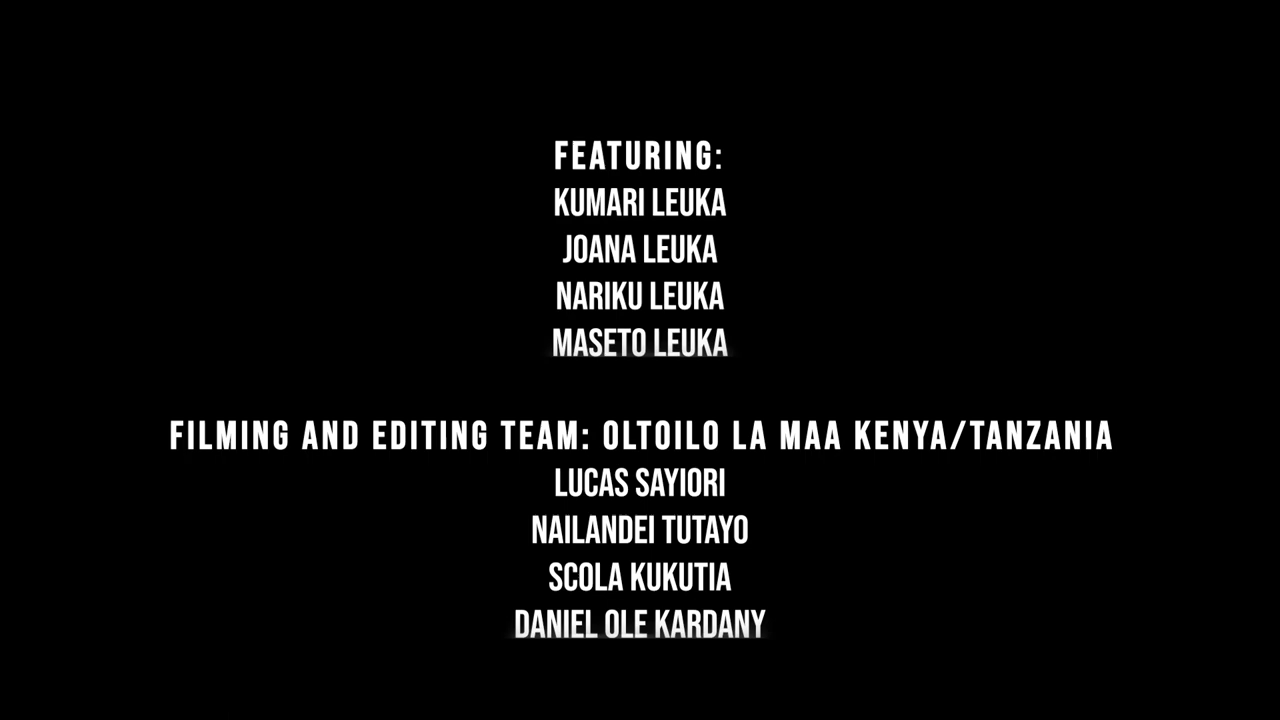 FEATURING:
KUMARI LEUKA
JOANA LEUKA
NARIKU LEUKA
MASETO LEUKA
FILMING AND EDITING TEAM: OLTOILO LA MAA KENYA/TANZANIA
LUCAS SAYIORI
NAILANDEI TUTAYO
SCOLA KUKUTIA
DANIEL OLE KARDANY